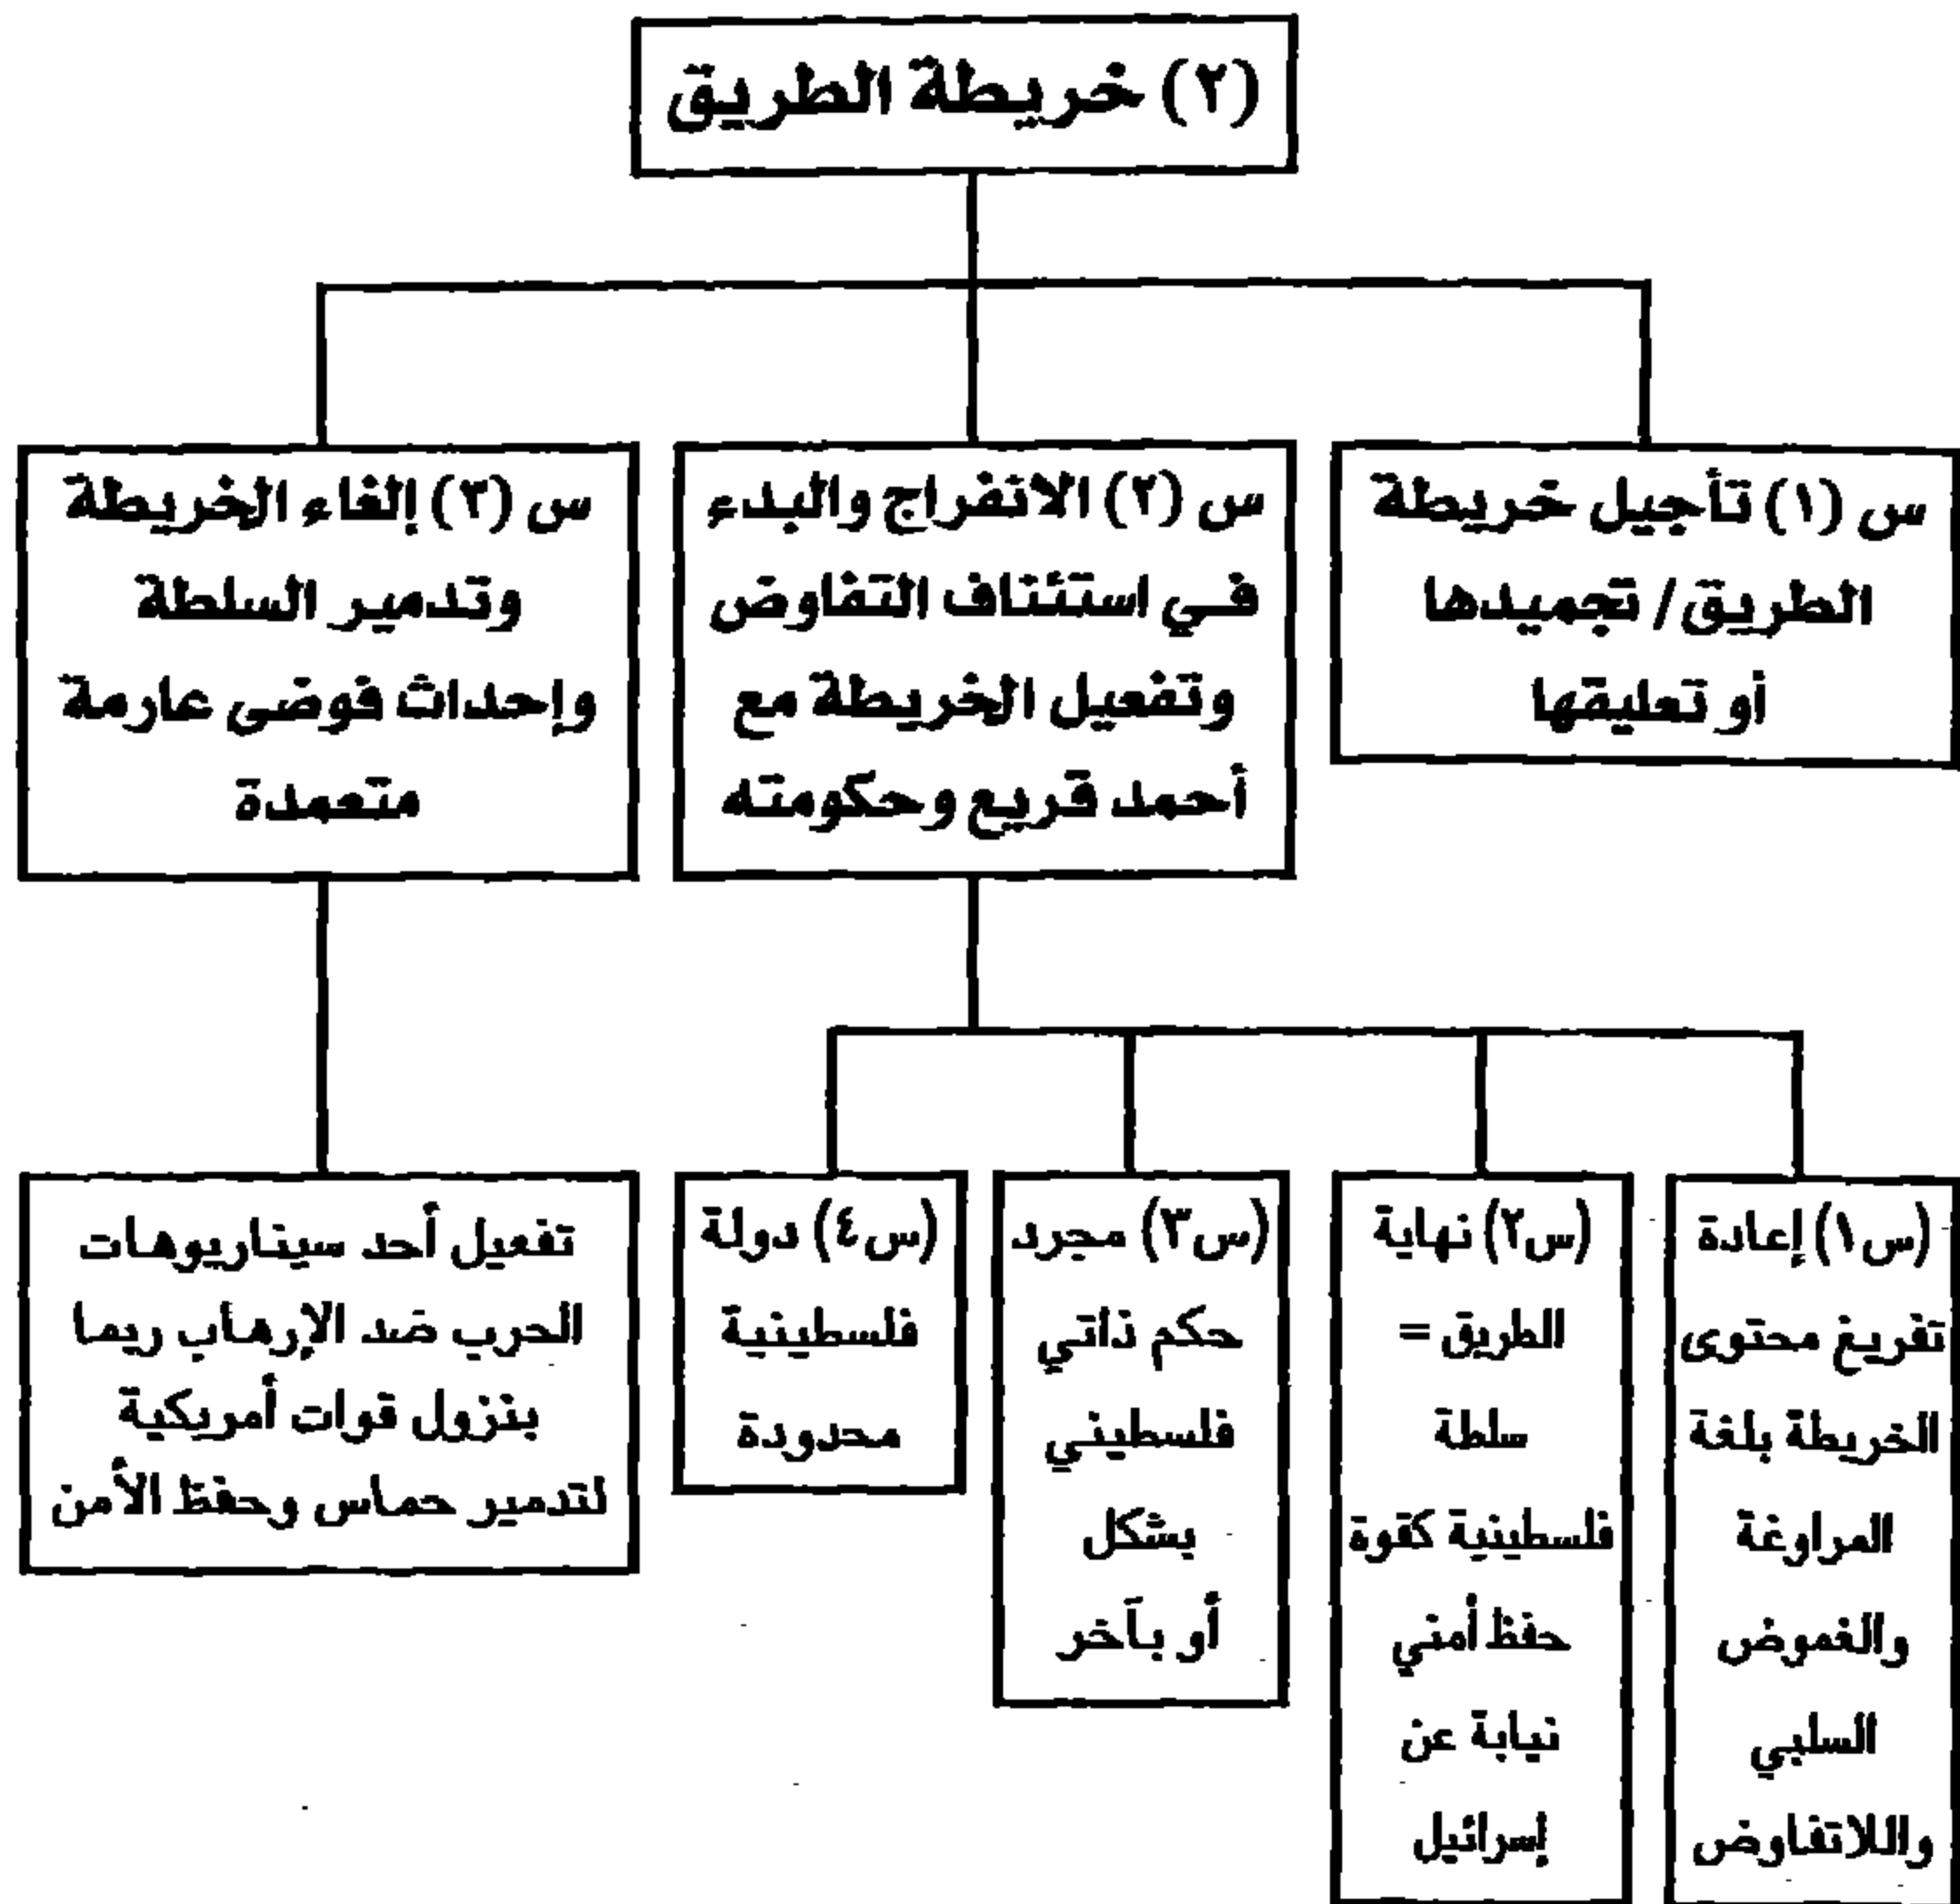 (٢) خريطة الطريق
س (١) تأجيل خريطة
الطريق/ تجميدها
أو تعليقها
س (٢) الانفراج والبدء
في استئناف التفاوض
وتفعيل الخريطة مع
أحمد قريع وحكومته
س (٣) إلغاء الخريطة
وتدمير السلطة
وإحداث فوضى عارمة
متعمدة
(س١) إعادة
تفريغ محتوى
الخريطة بلغة
المراوغة
والغموض
السلبي
واللاتفاوض
(س٢) نهاية
الطريق =
سلطة
فلسطينية كقوة
حفظ أمني
نيابة عن
إسرائيل
(س٣) مجرد
حكم ذاتي
فلسطيني
بشكل
أو بآخر
(س٤) دولة
فلسطينية
محدودة
تفعيل أحد سيناريوهات
الحرب ضد الإرهاب ربما
بنزول قوات أمريكية
لتدمير حماس وحفظ الأمن